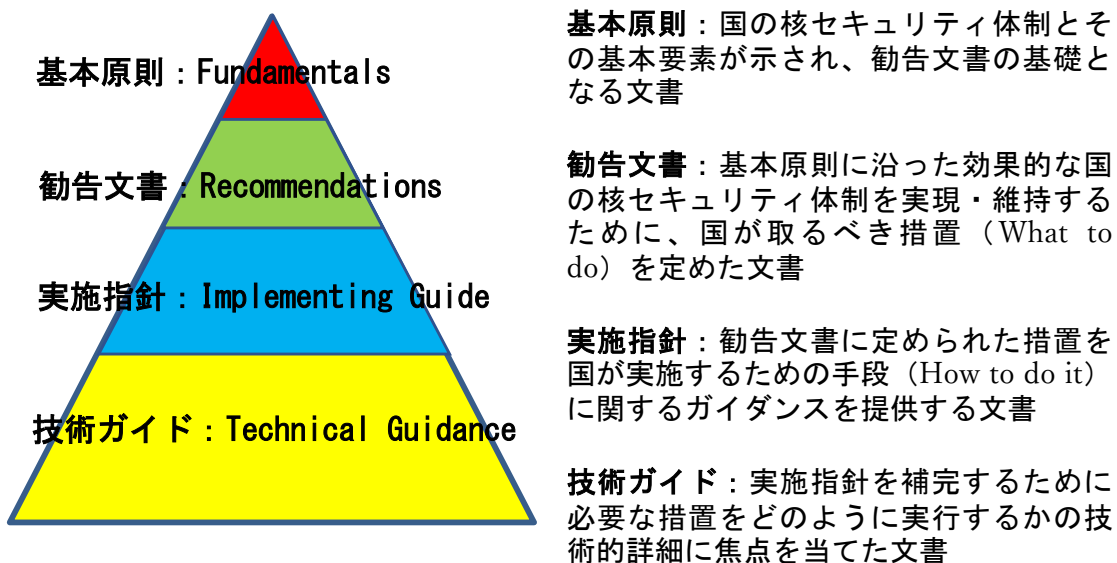 基本原則：Fundamentals
勧告文書：Recommendations
実施指針：Implementing Guide
技術ガイド：Technical Guidance
基本原則：国の核セキュリティ体制とそ
の基本要素が示され、勧告文書の基礎と
なる文書
勧告文書：基本原則に沿った効果的な国
の核セキュリティ体制を実現・維持する
ために、国が取るべき措置（What to
do）を定めた文書
実施指針：勧告文書に定められた措置を
国が実施するための手段（How to do it）
に関するガイダンスを提供する文書
技術ガイド：実施指針を補完するために
必要な措置をどのように実行するかの技
術的詳細に焦点を当てた文書